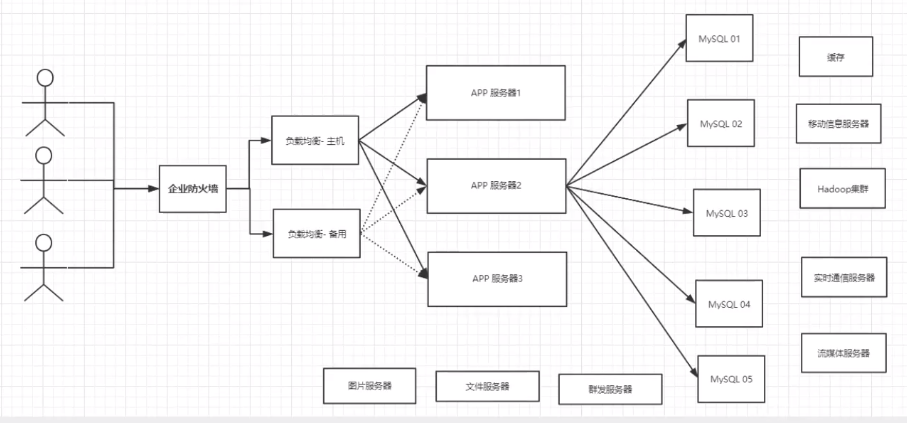 MySQL 01
缓存
APP 服务器1
MySQL 02
移动信息服务器
负载均衡- 主机
企业防火墙
APP 服务器2
Hadoop集群
MySQL 03
负载均衡- 备用
APP 服务器3
实时通信服务器
MySQL 04
流媒体服务器
MySQL 05
图片服务器
文件服务器
群发服务器